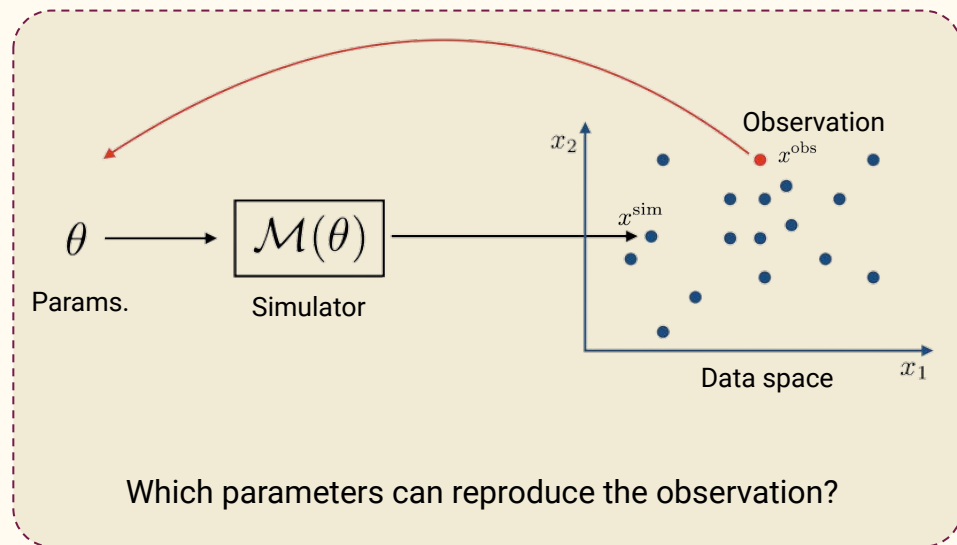 Observation
x₂
x^obs
x^sim
θ
M(θ)
Params.
Simulator
x₁
Data space
Which parameters can reproduce the observation?